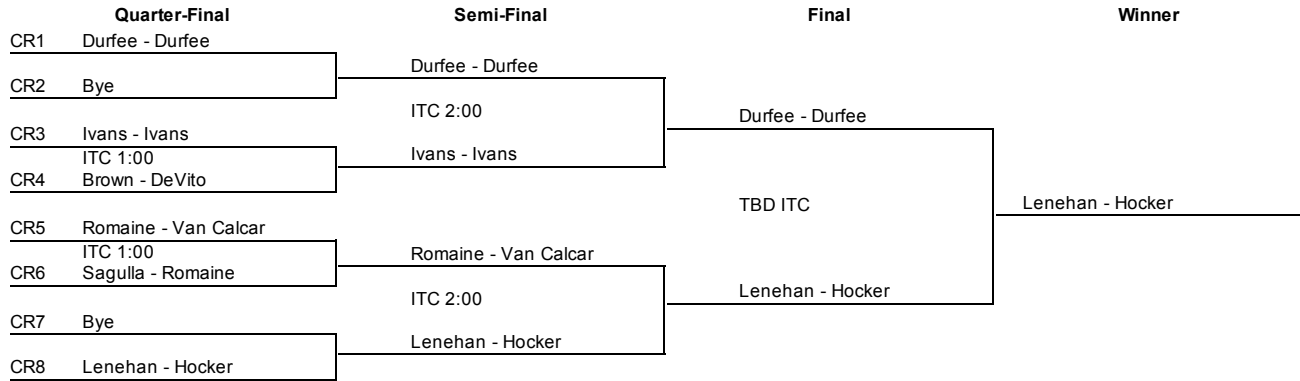 Quarter-Final Semi-Final Final Winner
CR1 Durfee - Durfee
Durfee - Durfee
CR2 Bye
ITC 2:00
Durfee - Durfee
CR3 Ivans - Ivans
ITC 1:00
Ivans - Ivans
CR4 Brown - DeVito
TBD ITC
Lenehan - Hocker
CR5 Romaine - Van Calcar
ITC 1:00
Romaine - Van Calcar
CR6 Sagulla - Romaine
ITC 2:00
Lenehan - Hocker
CR7 Bye
Lenehan - Hocker
CR8 Lenehan - Hocker